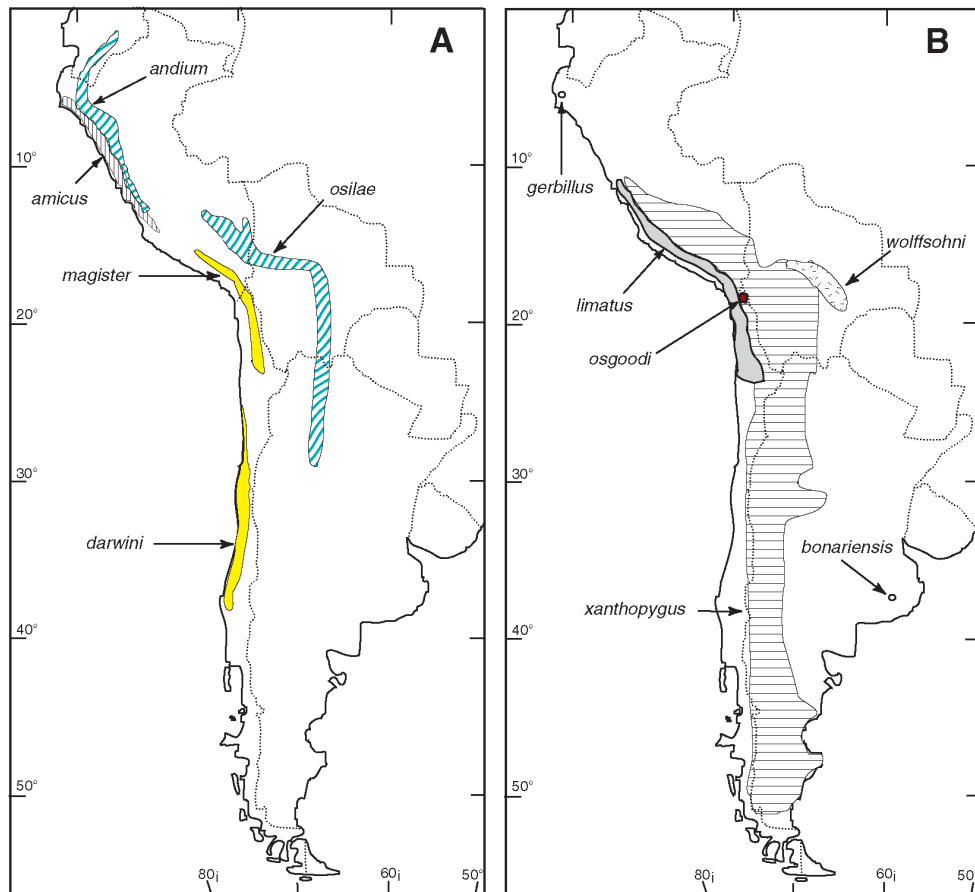 A
andium
amicus
osilae
magister
darwini
10°
20°
30°
40°
50°
80i
60i
50°
B
gerbillus
wolffsohni
limatus
osgoodi
bonariensis
xanthopygus
10°
20°
30°
40°
50°
80i
60i
50